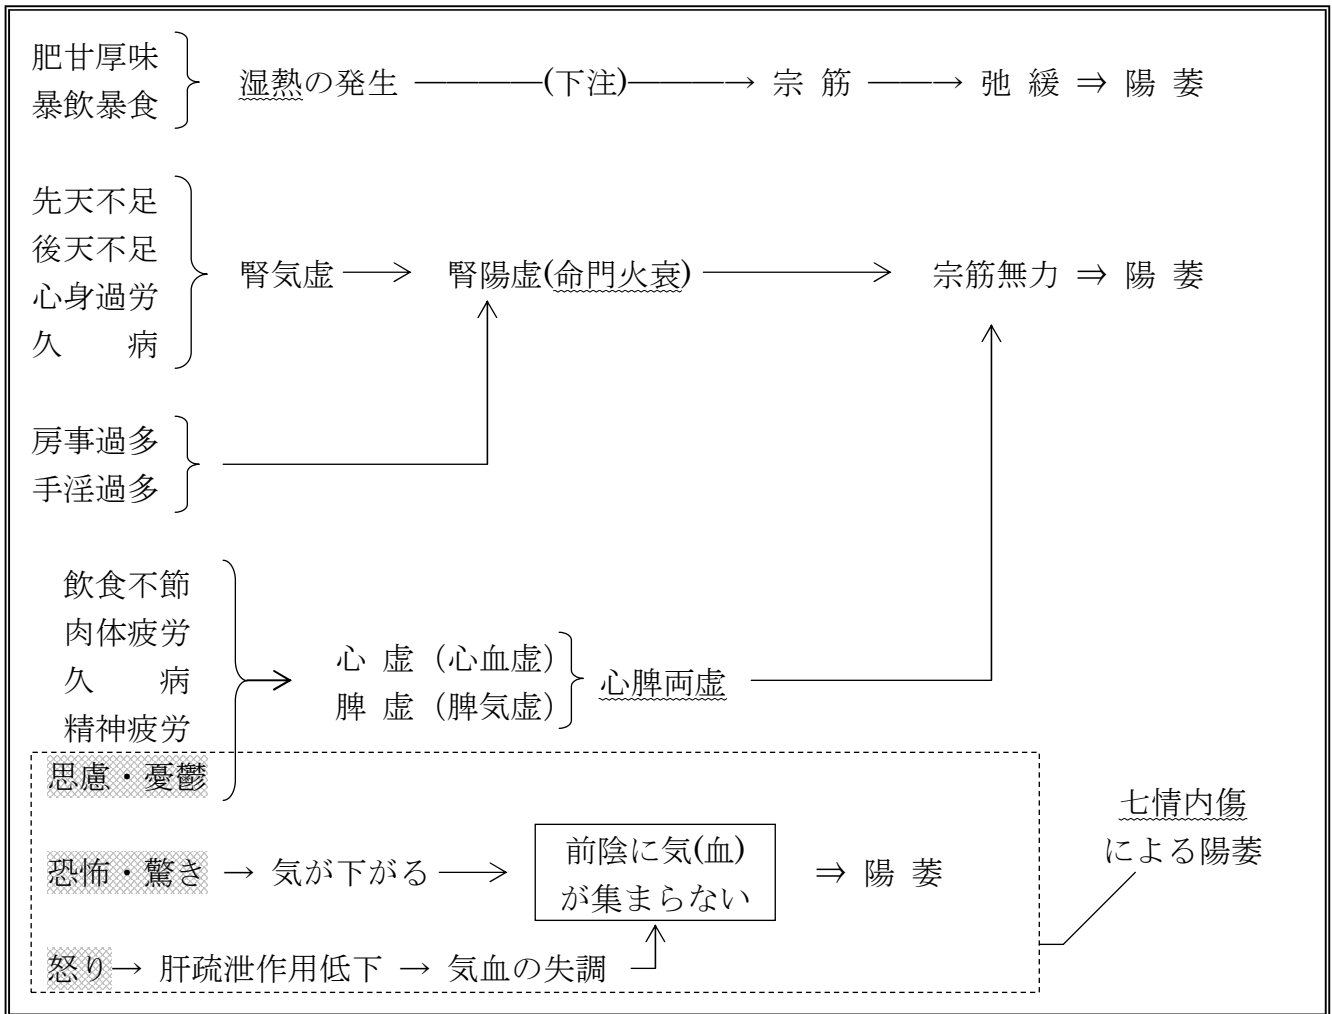 肥甘厚味
暴飲暴食
湿熱の発生 ―――――(下注)―――――→ 宗 筋 ―――→ 弛 緩 ⇒ 陽 萎
先天不足
後天不足
心身過労
久 病
腎気虚 → 腎陽虚(命門火衰) → 宗筋無力 ⇒ 陽 萎
房事過多
手淫過多
飲食不節
肉体疲労
久 病
精神疲労
思慮・憂鬱
心 虚 (心血虚)
脾 虚 (脾気虚)
心脾両虚
恐怖・驚き → 気が下がる → 前陰に気(血)
が集まらない
⇒ 陽 萎
怒り→ 肝疏泄作用低下 → 気血の失調
七情内傷
による陽萎